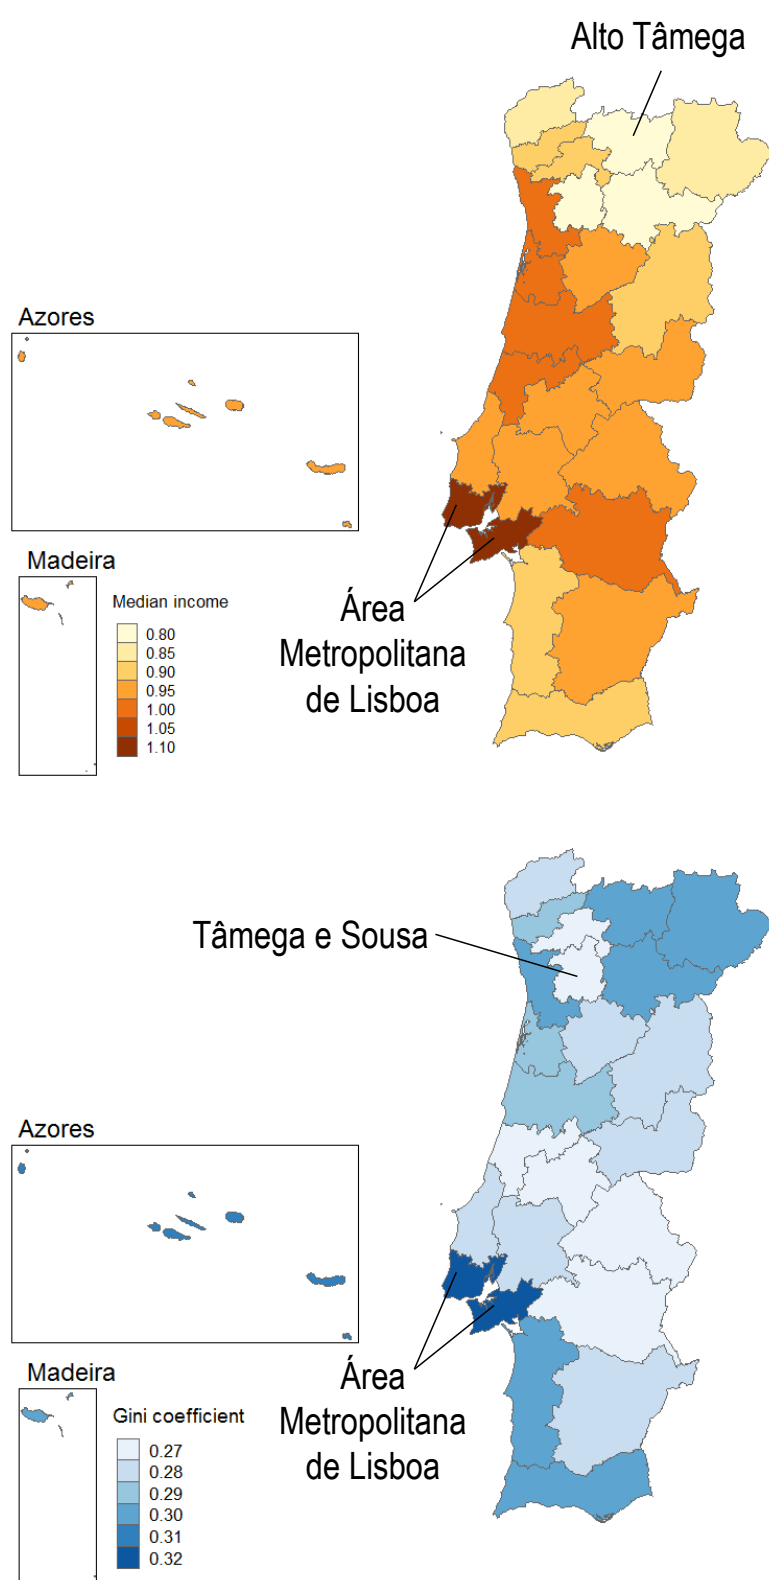 Alto Tâmega
Azores
Madeira
Median income
0.80
0.85
0.90
0.95
1.00
1.05
1.10
Área
Metropolitana
de Lisboa
Tâmega e Sousa
Azores
Madeira
Gini coefficient
0.27
0.28
0.29
0.30
0.31
0.32
Área
Metropolitana
de Lisboa